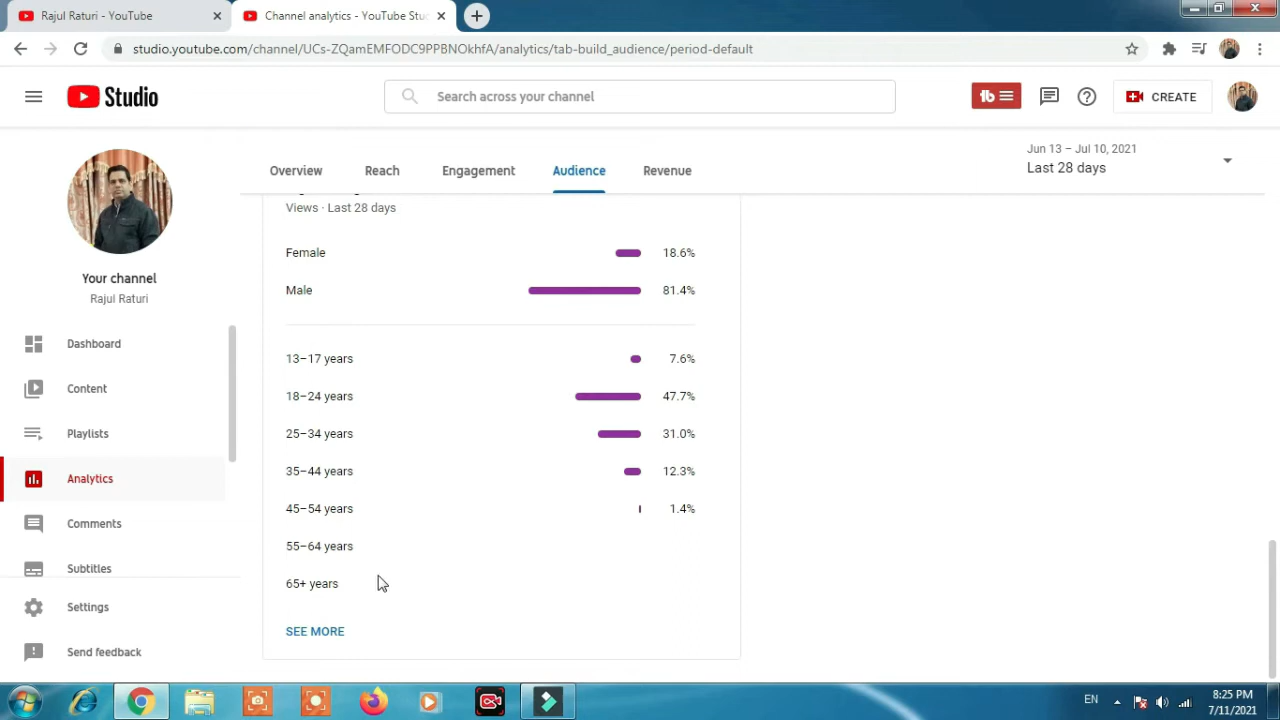 Rajul Raturi - YouTube
Channel analytics - YouTube Stu
studio.youtube.com/channel/UCs-ZQamEMFODC9PPBNOkhfA/analytics/tab-build_audience/period-default
Studio
Search across your channel
CREATE
Overview
Reach
Engagement
Audience
Revenue
Jun 13 – Jul 10, 2021
Last 28 days
Your channel
Rajul Raturi
Dashboard
Content
Playlists
Analytics
Comments
Subtitles
Settings
Send feedback
Views · Last 28 days
Female 18.6%
Male 81.4%
13–17 years 7.6%
18–24 years 47.7%
25–34 years 31.0%
35–44 years 12.3%
45–54 years 1.4%
55–64 years
65+ years
SEE MORE
EN
8:25 PM
7/11/2021